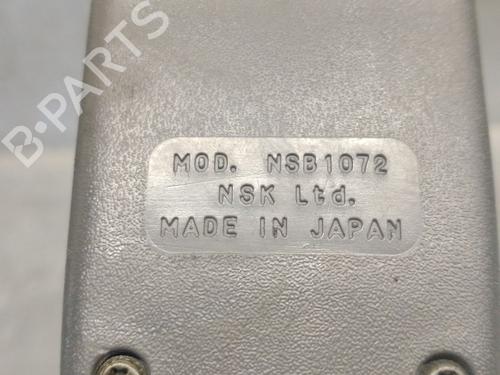 B-PARTS
MOD. NSB1072
NSK Ltd.
MADE IN JAPAN